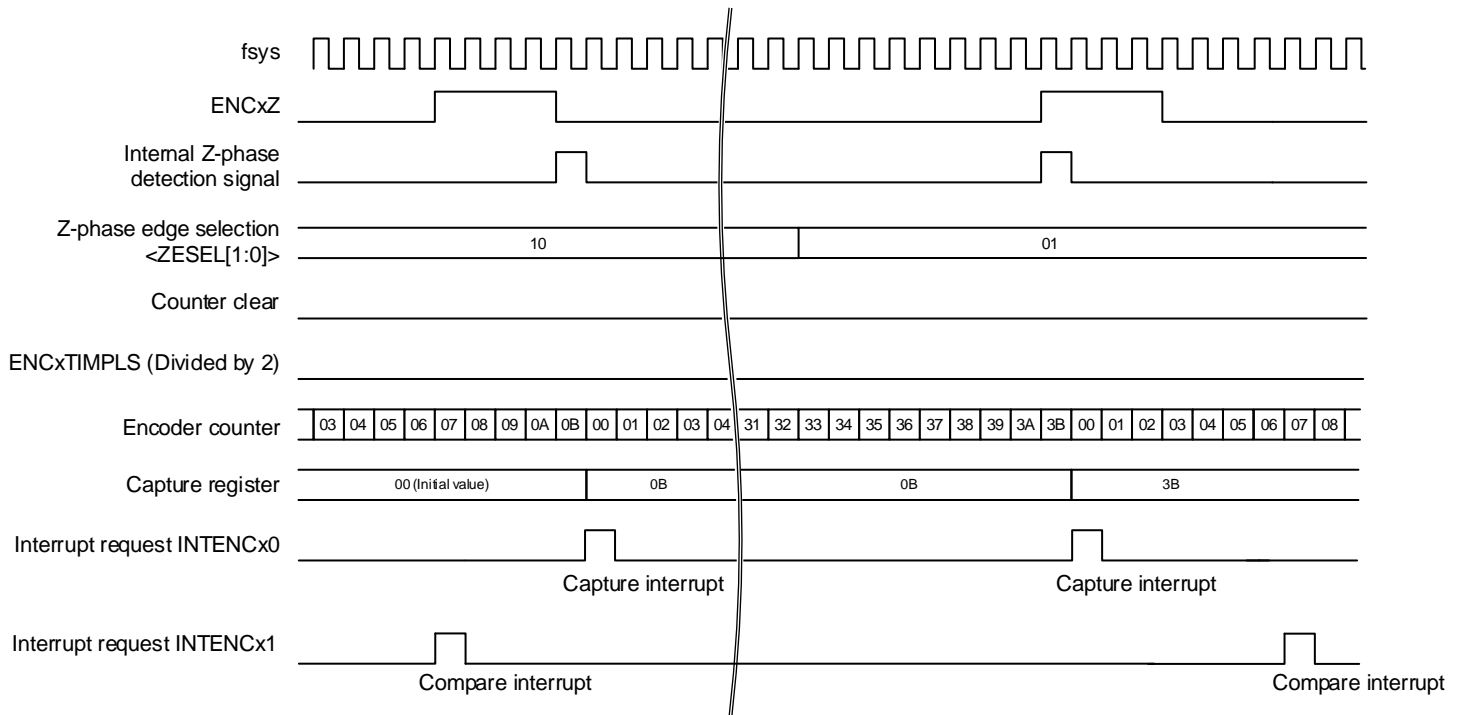 fsys
ENCxZ
Internal Z-phase
detection signal
Z-phase edge selection
<ZESEL[1:0]>
10
01
Counter clear
ENCxTIMPLS (Divided by 2)
Encoder counter
03 04 05 06 07 08 09 0A 0B 00 01 02 03 04 31 32 33 34 35 36 37 38 39 3A 3B 00 01 02 03 04 05 06 07 08
Capture register
00 (Initial value) 0B 0B 3B
Interrupt request INTENCx0
Capture interrupt
Capture interrupt
Interrupt request INTENCx1
Compare interrupt
Compare interrupt